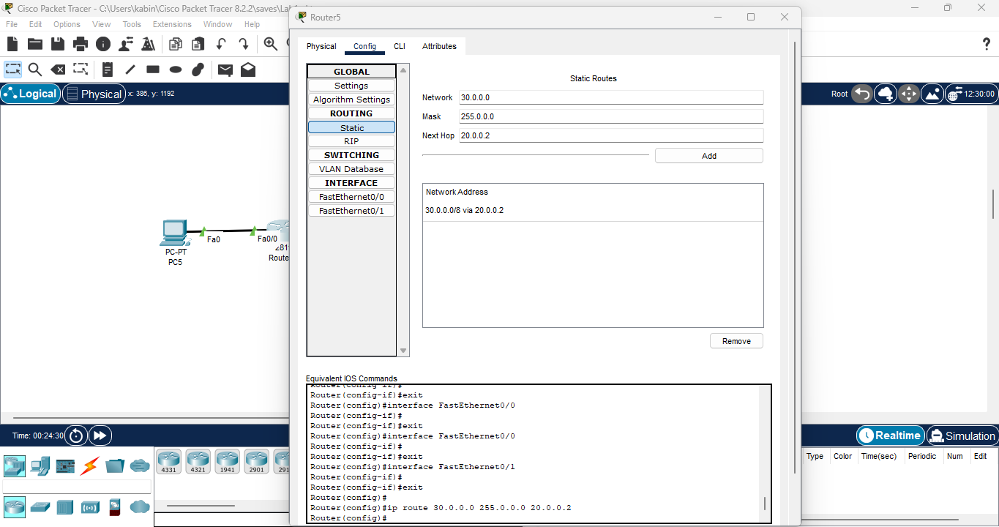 Cisco Packet Tracer - C:\Users\kabin\Cisco Packet Tracer 8.2.2\saves\La
File Edit Options View Tools Extensions Window Help
Logical Physical x: 386, y: 1192
Root 12:30:00
PC-PT
PC5
Fa0
Fa0/0
281
Route
Router5
Physical Config CLI Attributes
GLOBAL
Settings
Algorithm Settings
ROUTING
Static
RIP
SWITCHING
VLAN Database
INTERFACE
FastEthernet0/0
FastEthernet0/1
Static Routes
Network 30.0.0.0
Mask 255.0.0.0
Next Hop 20.0.0.2
Add
Network Address
30.0.0.0/8 via 20.0.0.2
Remove
Equivalent IOS Commands
Router(config-if)#
Router(config-if)#exit
Router(config)#interface FastEthernet0/0
Router(config-if)#
Router(config-if)#exit
Router(config)#interface FastEthernet0/0
Router(config-if)#
Router(config-if)#exit
Router(config)#interface FastEthernet0/1
Router(config-if)#
Router(config-if)#exit
Router(config)#
Router(config)#ip route 30.0.0.0 255.0.0.0 20.0.0.2
Router(config)#
Time: 00:24:30
Realtime Simulation
4331 4321 1941 2901 291
Type Color Time(sec) Periodic Num Edit